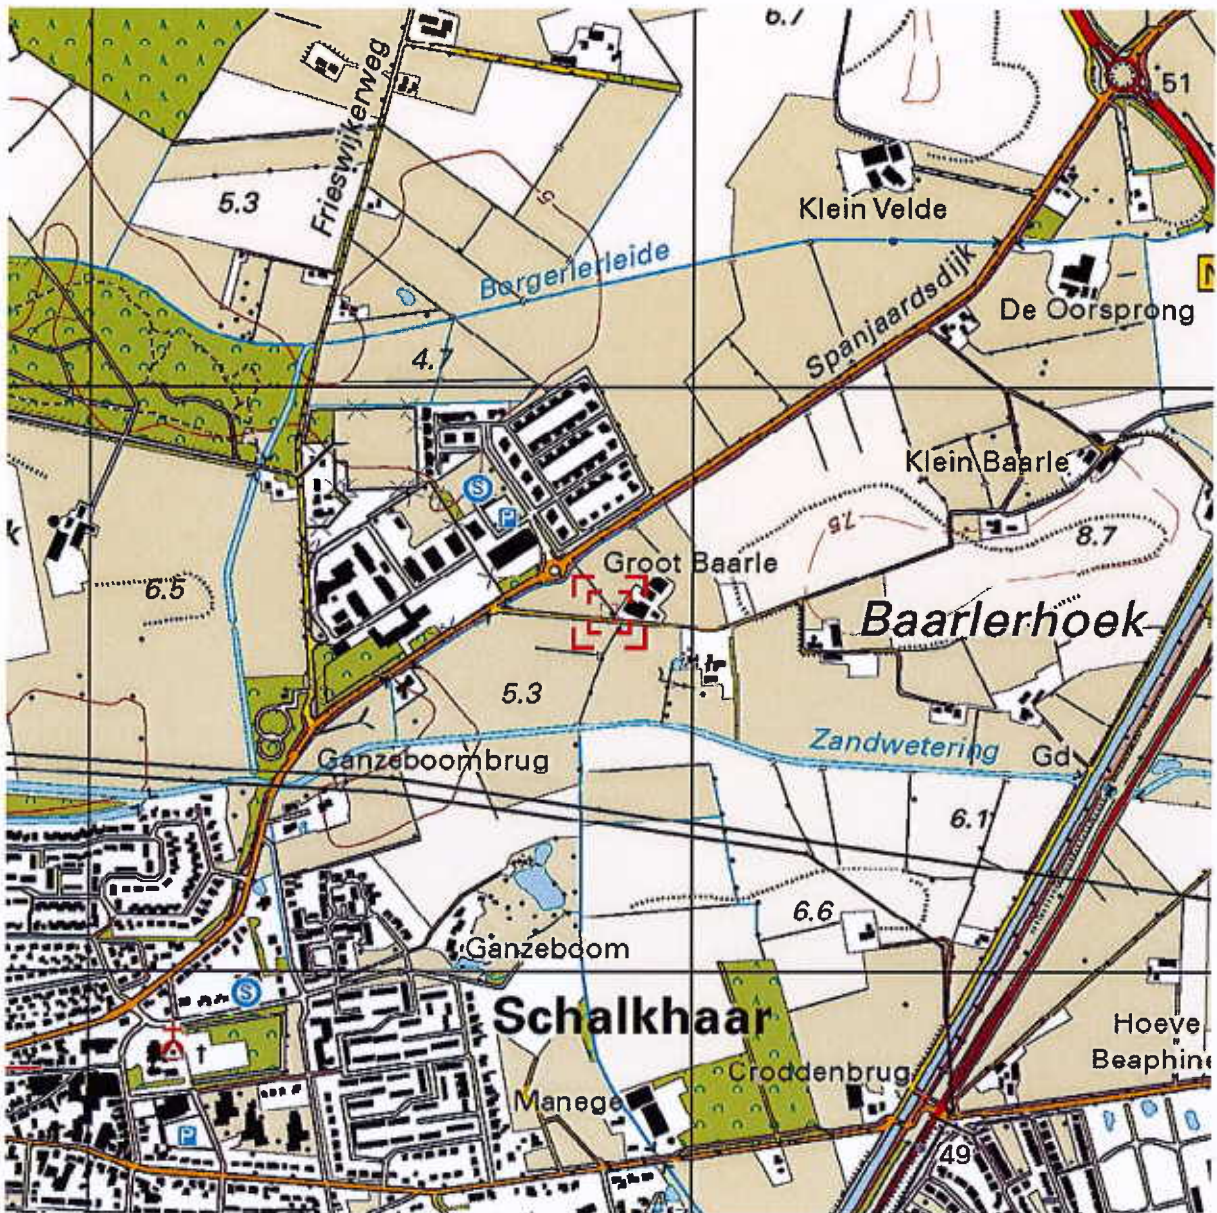 6.7
51
Frieswijkerweg
5.3
5
Klein Velde
Borgerlerleide
Spanjaardsdijk
De Oorsprong
N
4.7
Klein Baarle
S
P
7.5
8.7
k
6.5
Groot Baarle
Baarlerhoek
5.3
Zandwetering
Gd
Ganzeboombrug
6.1
6.6
Ganzeboom
S
Schalkhaar
Hoeve
Beaphine
Croddenbrug
Manege
P
49